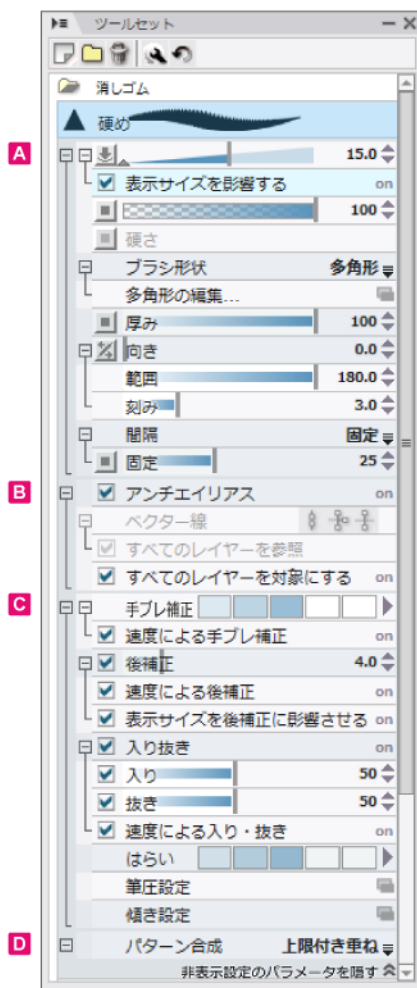 ツールセット
消しゴム
硬め
A 15.0
表示サイズを影響する on
100
硬さ
ブラシ形状 多角形
多角形の編集...
厚み 100
向き 0.0
範囲 180.0
刻み 3.0
間隔 固定
固定 25
B アンチエイリアス on
ベクター線
すべてのレイヤーを参照
すべてのレイヤーを対象にする on
C 手ブレ補正
速度による手ブレ補正 on
後補正 4.0
速度による後補正 on
表示サイズを後補正に影響させる on
入り抜き on
入り 50
抜き 50
速度による入り・抜き on
はらい
筆圧設定
傾き設定
D パターン合成 上限付き重ね
非表示設定のパラメータを隠す